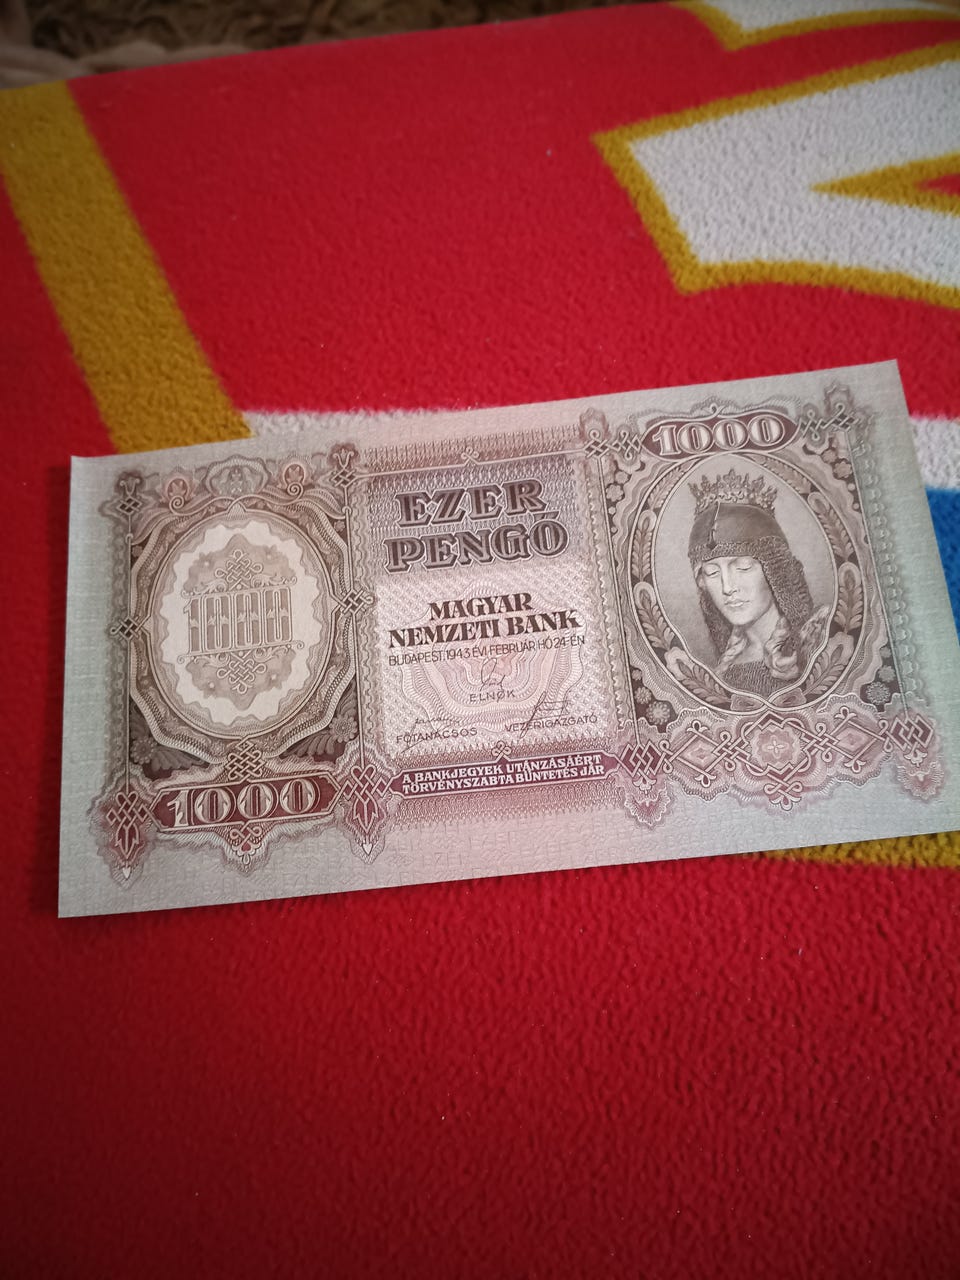 1000
EZER
PENGŐ
1000
MAGYAR
NEMZETI BANK
BUDAPEST, 1943. ÉVI FEBRUÁR HÓ 24-ÉN
ELNÖK
FŐTANÁCSOS VEZÉRIGAZGATÓ
A BANKJEGYEK UTÁNZÁSÁÉRT
TÖRVÉNYSZABTA BÜNTETÉS JÁR
1000